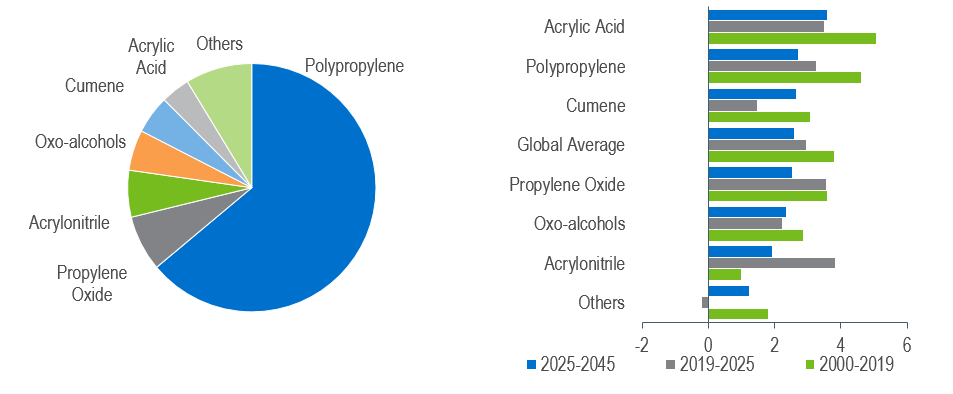 Polypropylene
Propylene
Oxide
Acrylonitrile
Oxo-alcohols
Cumene
Acrylic
Acid
Others
Acrylic Acid
Polypropylene
Cumene
Global Average
Propylene Oxide
Oxo-alcohols
Acrylonitrile
Others
-2 0 2 4 6
2025-2045 2019-2025 2000-2019